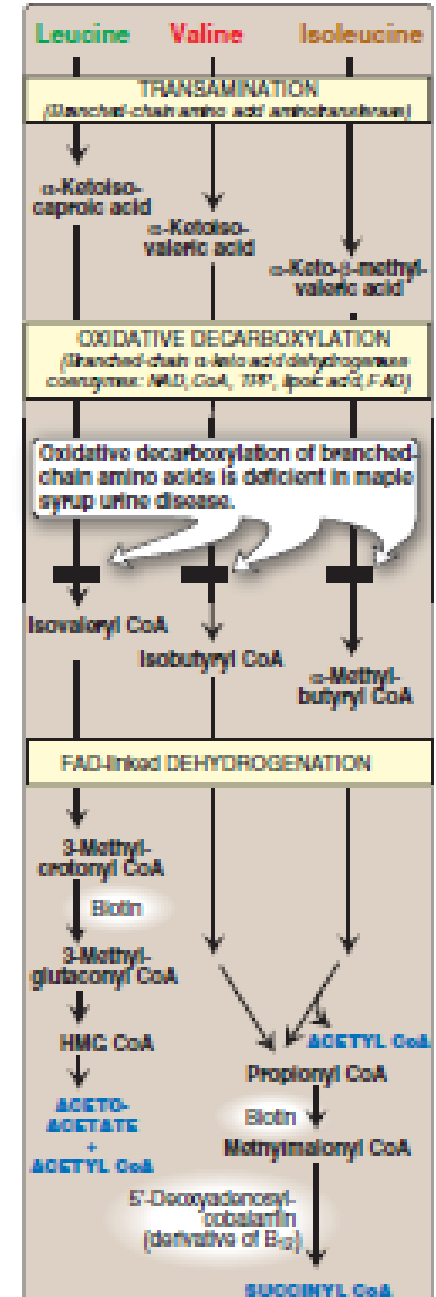 Leucine Valine Isoleucine
TRANSAMINATION
(Branched-chain amino acid aminotransferase)
α-Ketoiso-
caproic acid
α-Ketoiso-
valeric acid
α-Keto-β-methyl-
valeric acid
OXIDATIVE DECARBOXYLATION
(Branched-chain α-keto acid dehydrogenase
coenzymes: NAD, CoA, TPP, lipoic acid, FAD)
Oxidative decarboxylation of branched-
chain amino acids is deficient in maple
syrup urine disease.
Isovaleryl CoA
Isobutyryl CoA
α-Methyl-
butyryl CoA
FAD-linked DEHYDROGENATION
3-Methyl-
crotonyl CoA
Biotin
3-Methyl-
glutaconyl CoA
HMG CoA
ACETO-
ACETATE
+
ACETYL CoA
ACETYL CoA
Propionyl CoA
Biotin
Methylmalonyl CoA
5'-Deoxyadenosyl-
cobalamin
(derivative of B₁₂)
SUCCINYL CoA